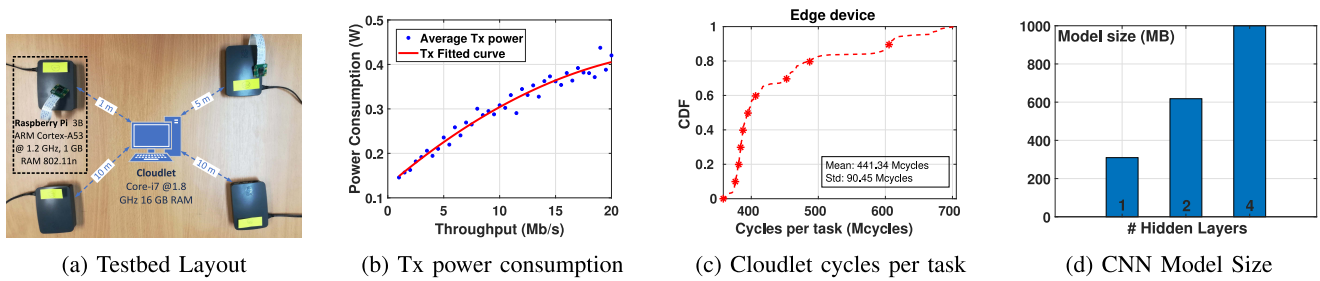 1 m
5 m
10 m
10 m
Raspberry Pi 3B
ARM Cortex-A53
@ 1.2 GHz, 1 GB
RAM 802.11n
Cloudlet
Core-i7 @1.8
GHz 16 GB RAM
(a) Testbed Layout
Power Consumption (W)
0.5
0.4
0.3
0.2
0.1
Average Tx power
Tx Fitted curve
0 5 10 15 20
Throughput (Mb/s)
(b) Tx power consumption
Edge device
CDF
1
0.8
0.6
0.4
0.2
0
Mean: 441.34 Mcycles
Std: 90.45 Mcycles
400 500 600 700
Cycles per task (Mcycles)
(c) Cloudlet cycles per task
Model size (MB)
1000
800
600
400
200
0
1 2 4
# Hidden Layers
(d) CNN Model Size